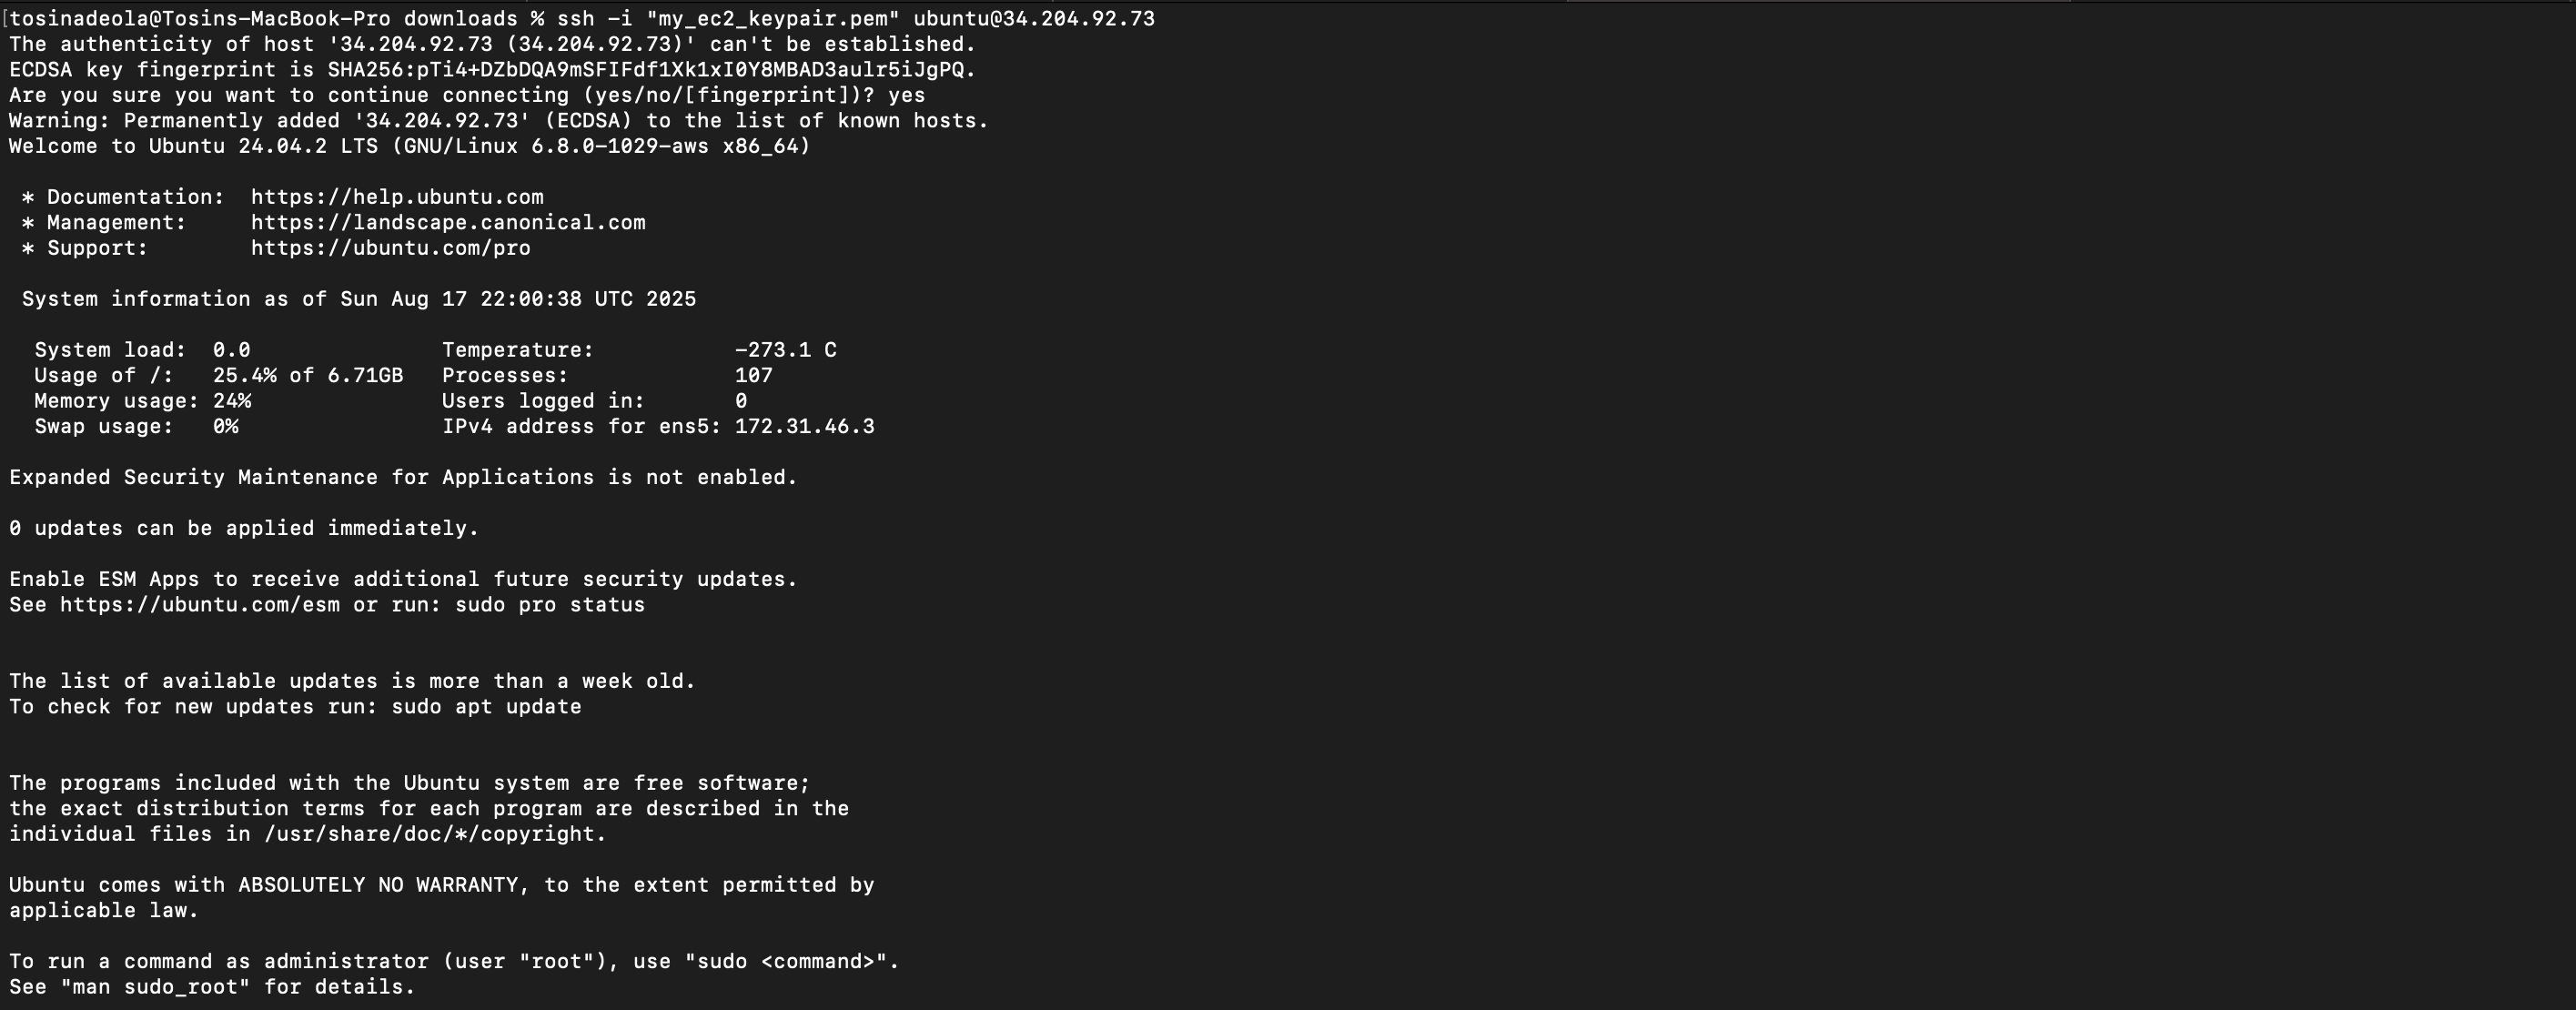 [tosinadeola@Tosins-MacBook-Pro downloads % ssh -i "my_ec2_keypair.pem" ubuntu@34.204.92.73
The authenticity of host '34.204.92.73 (34.204.92.73)' can't be established.
ECDSA key fingerprint is SHA256:pTi4+DZbDQA9mSFIFdf1Xk1xI0Y8MBAD3aulr5iJgPQ.
Are you sure you want to continue connecting (yes/no/[fingerprint])? yes
Warning: Permanently added '34.204.92.73' (ECDSA) to the list of known hosts.
Welcome to Ubuntu 24.04.2 LTS (GNU/Linux 6.8.0-1029-aws x86_64)

 * Documentation:  https://help.ubuntu.com
 * Management:     https://landscape.canonical.com
 * Support:        https://ubuntu.com/pro

 System information as of Sun Aug 17 22:00:38 UTC 2025

  System load:  0.0               Temperature:           -273.1 C
  Usage of /:   25.4% of 6.71GB   Processes:             107
  Memory usage: 24%               Users logged in:       0
  Swap usage:   0%                IPv4 address for ens5: 172.31.46.3

Expanded Security Maintenance for Applications is not enabled.

0 updates can be applied immediately.

Enable ESM Apps to receive additional future security updates.
See https://ubuntu.com/esm or run: sudo pro status

The list of available updates is more than a week old.
To check for new updates run: sudo apt update

The programs included with the Ubuntu system are free software;
the exact distribution terms for each program are described in the
individual files in /usr/share/doc/*/copyright.

Ubuntu comes with ABSOLUTELY NO WARRANTY, to the extent permitted by
applicable law.

To run a command as administrator (user "root"), use "sudo <command>".
See "man sudo_root" for details.